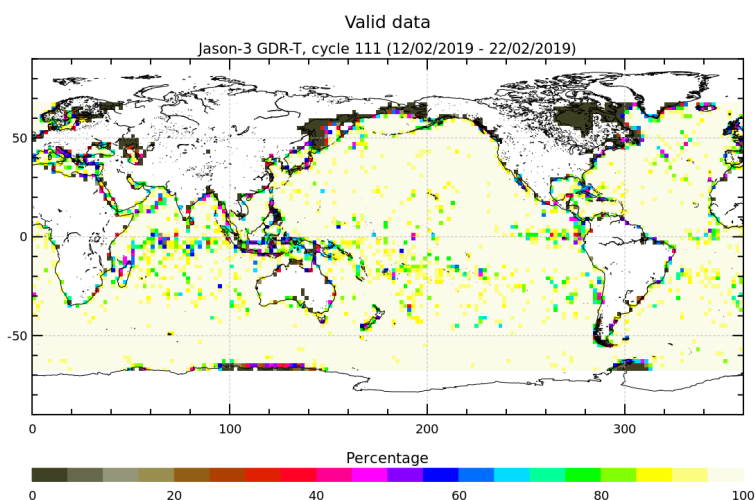 Valid data
Jason-3 GDR-T, cycle 111 (12/02/2019 - 22/02/2019)
50
0
-50
0 100 200 300
Percentage
0 20 40 60 80 100